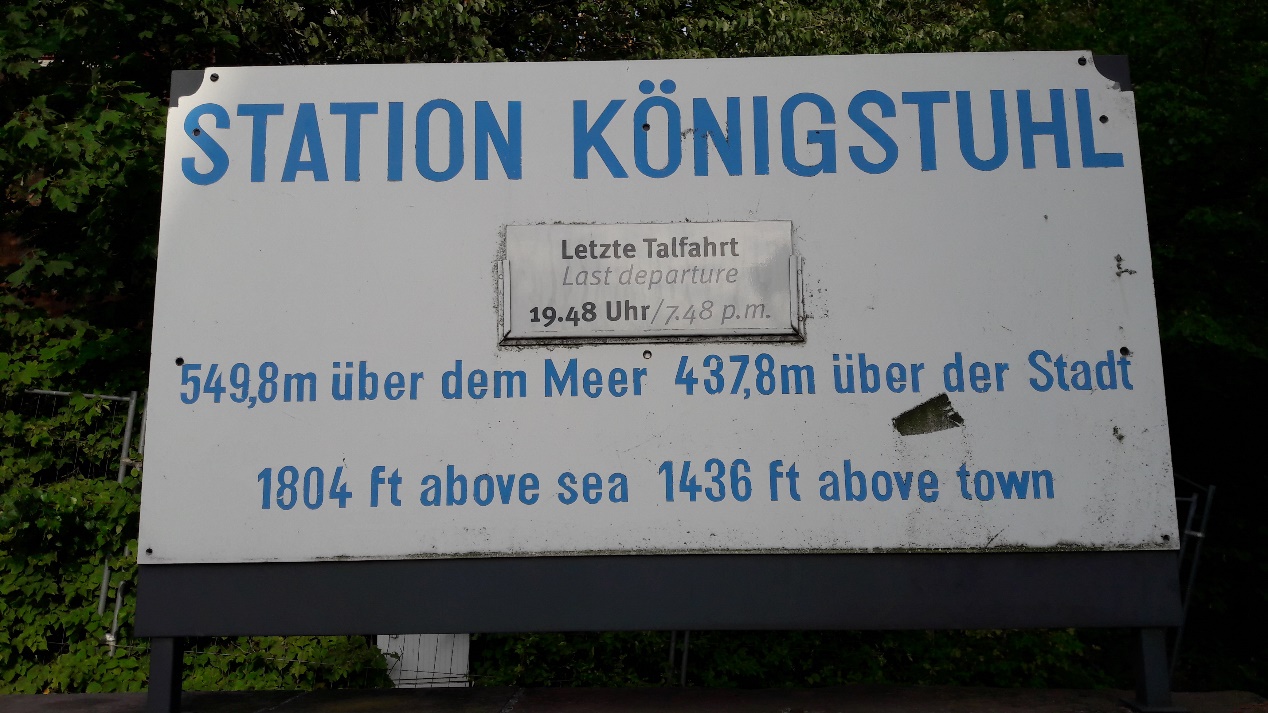 STATION KÖNIGSTUHL
Letzte Talfahrt
Last departure
19.48 Uhr/7.48 p.m.
549,8m über dem Meer 437,8m über der Stadt
1804 ft above sea 1436 ft above town